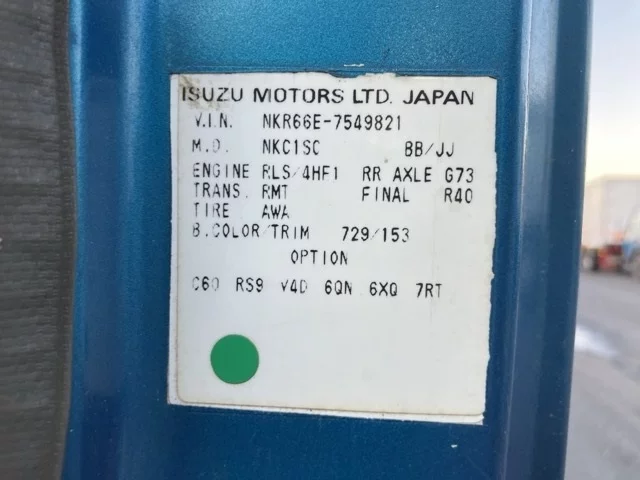 ISUZU MOTORS LTD. JAPAN
V.I.N. NKR66E-7549821
M.D. NKC1SC BB/JJ
ENGINE RLS/4HF1 RR AXLE G73
TRANS. RMT FINAL R40
TIRE AWA
B.COLOR/TRIM 729/153
OPTION
C60 RS9 V4D 6QN 6XQ 7RT